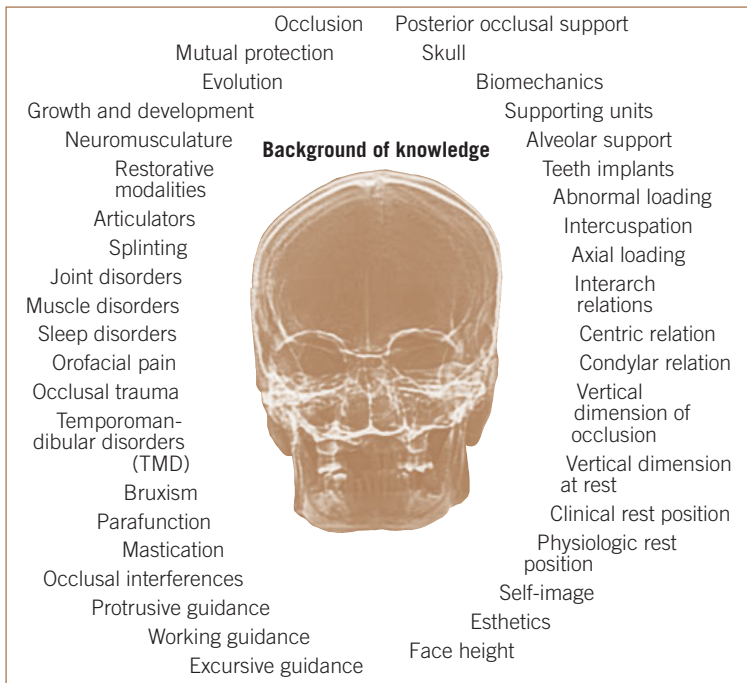 Occlusion
Posterior occlusal support
Mutual protection
Skull
Evolution
Biomechanics
Growth and development
Supporting units
Neuromusculature
Alveolar support
Background of knowledge
Restorative
modalities
Teeth implants
Abnormal loading
Articulators
Intercuspation
Splinting
Axial loading
Joint disorders
Interarch
relations
Muscle disorders
Sleep disorders
Centric relation
Orofacial pain
Condylar relation
Occlusal trauma
Vertical
dimension of
occlusion
Temporoman-
dibular disorders
(TMD)
Vertical dimension
at rest
Bruxism
Parafunction
Clinical rest position
Mastication
Physiologic rest
position
Occlusal interferences
Self-image
Protrusive guidance
Esthetics
Working guidance
Face height
Excursive guidance